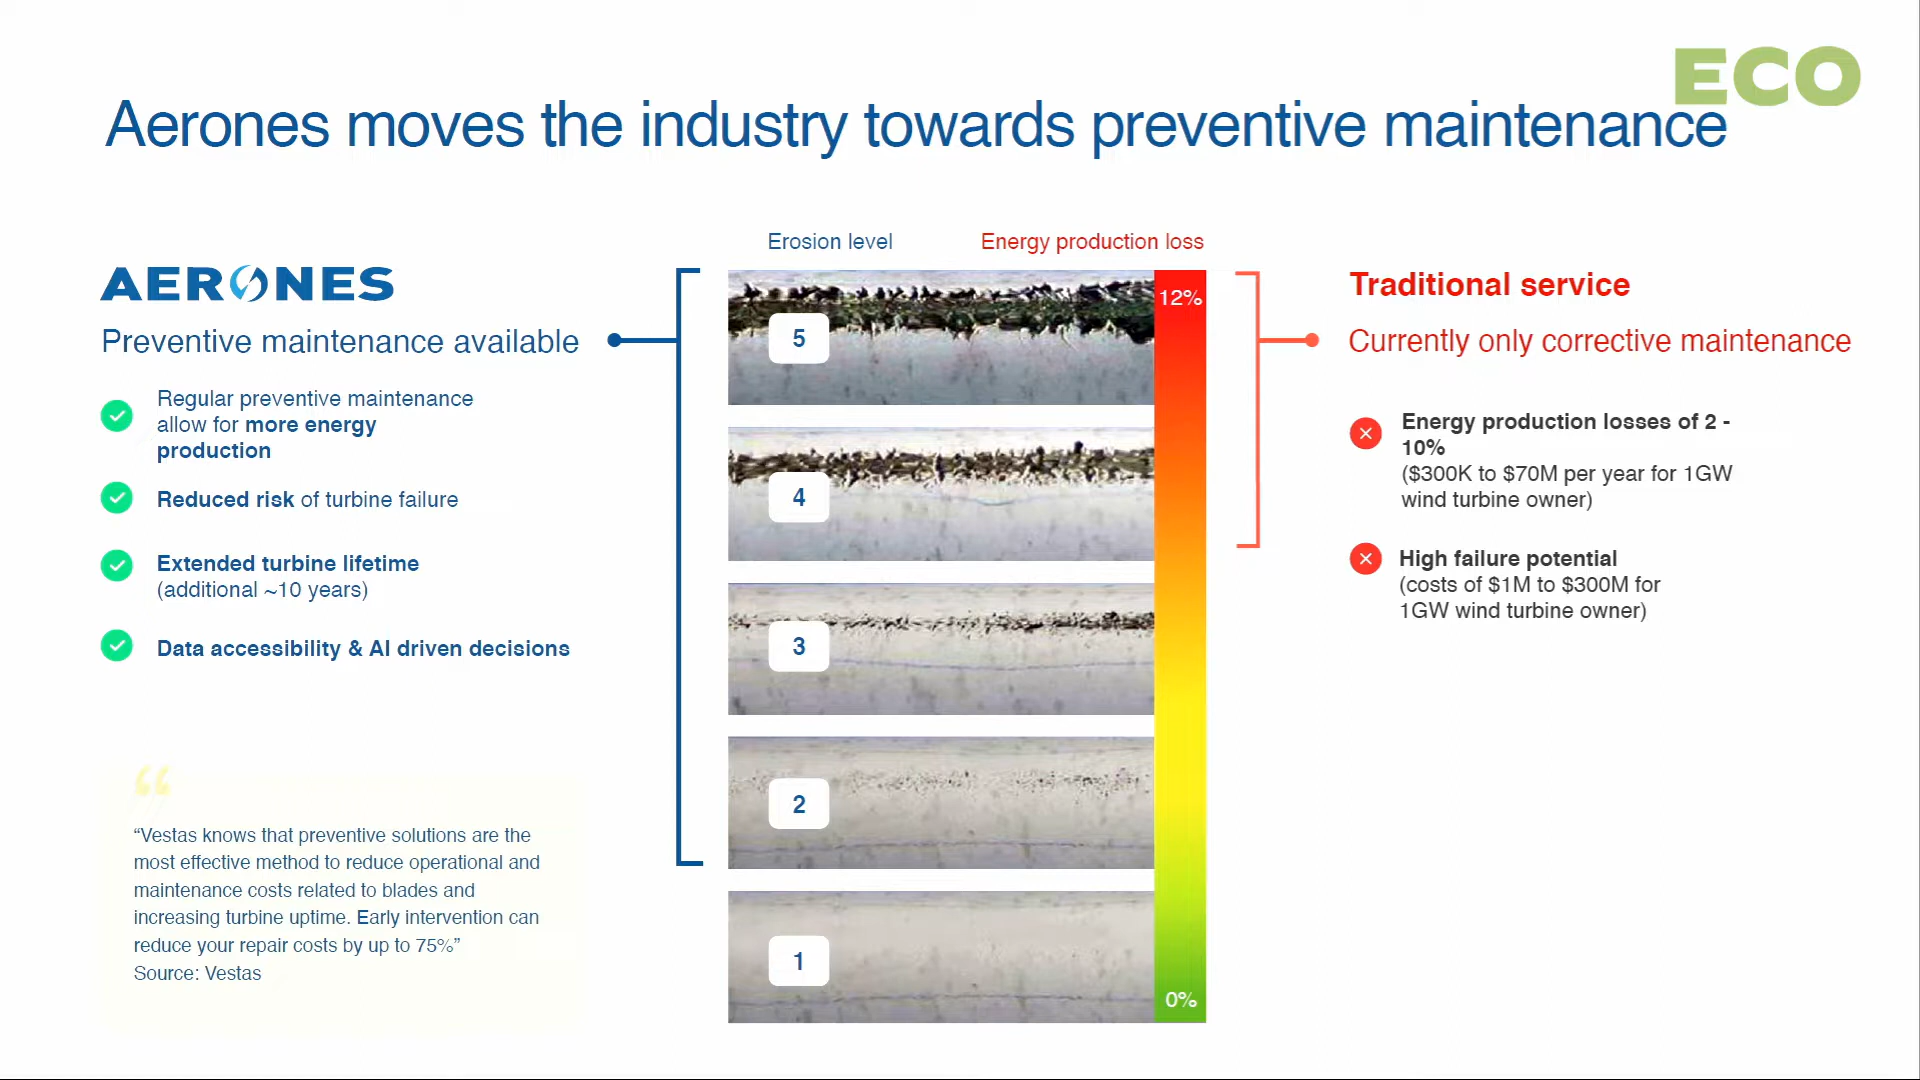 ECO
Aerones moves the industry towards preventive maintenance
AERONES
Preventive maintenance available
Regular preventive maintenance
allow for more energy
production
Reduced risk of turbine failure
Extended turbine lifetime
(additional ~10 years)
Data accessibility & AI driven decisions
“
“Vestas knows that preventive solutions are the
most effective method to reduce operational and
maintenance costs related to blades and
increasing turbine uptime. Early intervention can
reduce your repair costs by up to 75%”
Source: Vestas
Erosion level
Energy production loss
12%
5
4
3
2
1
0%
Traditional service
Currently only corrective maintenance
Energy production losses of 2 -
10%
($300K to $70M per year for 1GW
wind turbine owner)
High failure potential
(costs of $1M to $300M for
1GW wind turbine owner)